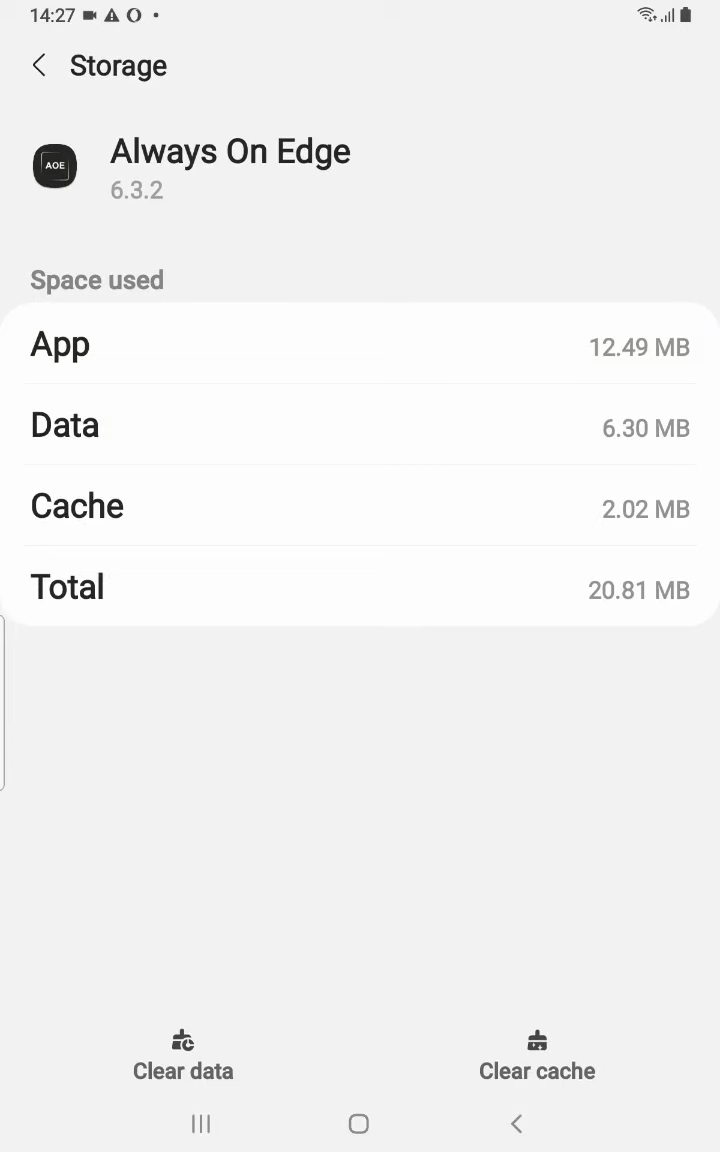 14:27
Storage
AOE
Always On Edge
6.3.2
Space used
App 12.49 MB
Data 6.30 MB
Cache 2.02 MB
Total 20.81 MB
Clear data Clear cache